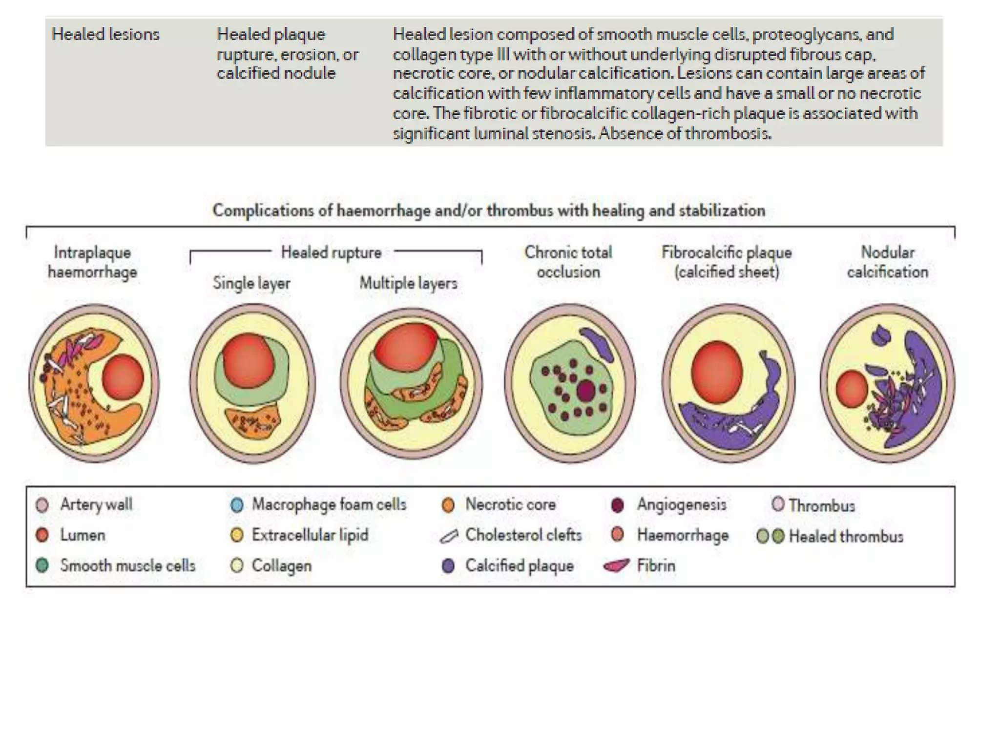 Healed lesions
Healed plaque
rupture, erosion, or
calcified nodule
Healed lesion composed of smooth muscle cells, proteoglycans, and
collagen type III with or without underlying disrupted fibrous cap,
necrotic core, or nodular calcification. Lesions can contain large areas of
calcification with few inflammatory cells and have a small or no necrotic
core. The fibrotic or fibrocalcific collagen-rich plaque is associated with
significant luminal stenosis. Absence of thrombosis.
Complications of haemorrhage and/or thrombus with healing and stabilization
Intraplaque
haemorrhage
Healed rupture
Single layer
Multiple layers
Chronic total
occlusion
Fibrocalcific plaque
(calcified sheet)
Nodular
calcification
Artery wall
Macrophage foam cells
Necrotic core
Angiogenesis
Thrombus
Lumen
Extracellular lipid
Cholesterol clefts
Haemorrhage
Healed thrombus
Smooth muscle cells
Collagen
Calcified plaque
Fibrin